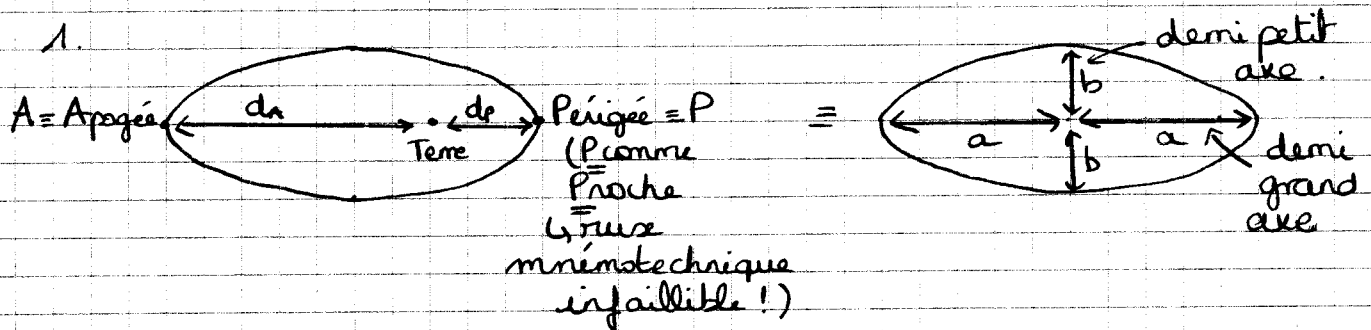 1.
A ≡ Apogée
dA
dP
Terre
Périgée ≡ P
(P comme
Proche
↳ ruse
mnémotechnique
infaillible !)
≡
demi petit
axe.
b
a
a
b
demi
grand
axe